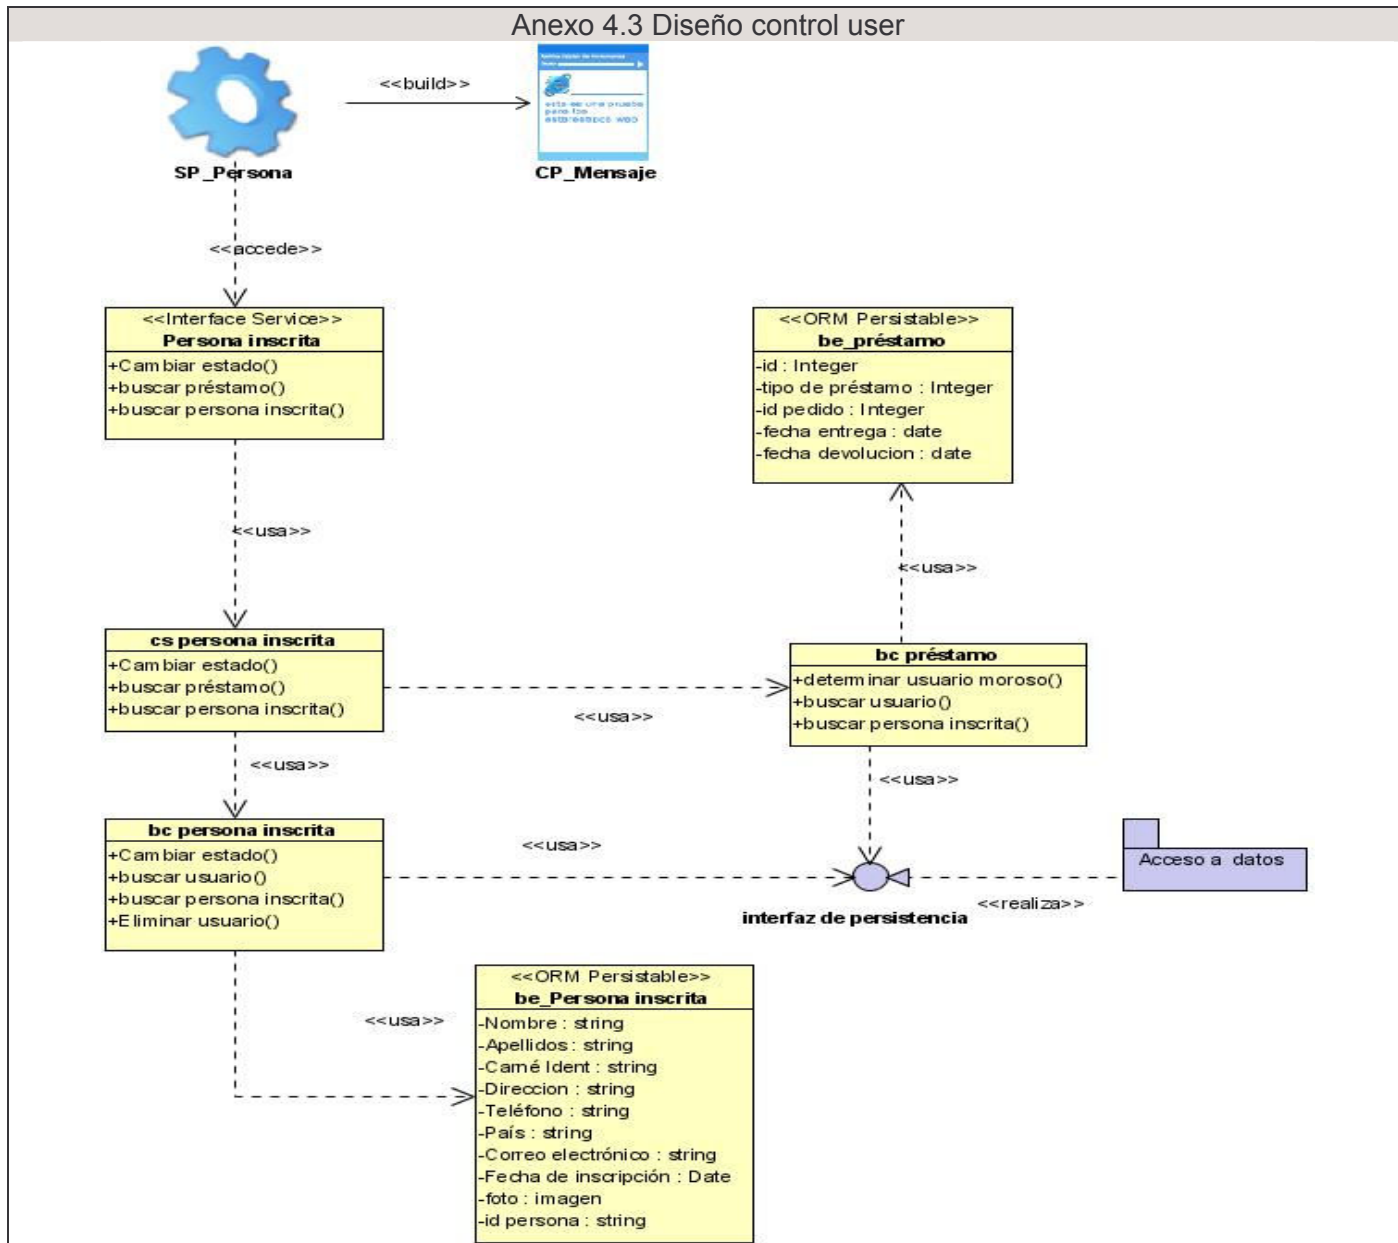 Anexo 4.3 Diseño control user
<<build>>
SP_Persona
CP_Mensaje
<<accede>>
<<Interface Service>>
Persona inscrita
+Cambiar estado()
+buscar préstamo()
+buscar persona inscrita()
<<ORM Persistable>>
be_préstamo
-id : Integer
-tipo de préstamo : Integer
-id pedido : Integer
-fecha entrega : date
-fecha devolucion : date
<<usa>>
<<usa>>
cs persona inscrita
+Cambiar estado()
+buscar préstamo()
+buscar persona inscrita()
<<usa>>
bc préstamo
+determinar usuario moroso()
+buscar usuario()
+buscar persona inscrita()
<<usa>>
<<usa>>
bc persona inscrita
+Cambiar estado()
+buscar usuario()
+buscar persona inscrita()
+Eliminar usuario()
<<usa>>
interfaz de persistencia
<<realiza>>
Acceso a datos
<<usa>>
<<ORM Persistable>>
be_Persona inscrita
-Nombre : string
-Apellidos : string
-Carné Ident : string
-Direccion : string
-Teléfono : string
-País : string
-Correo electrónico : string
-Fecha de inscripción : Date
-foto : imagen
-id persona : string